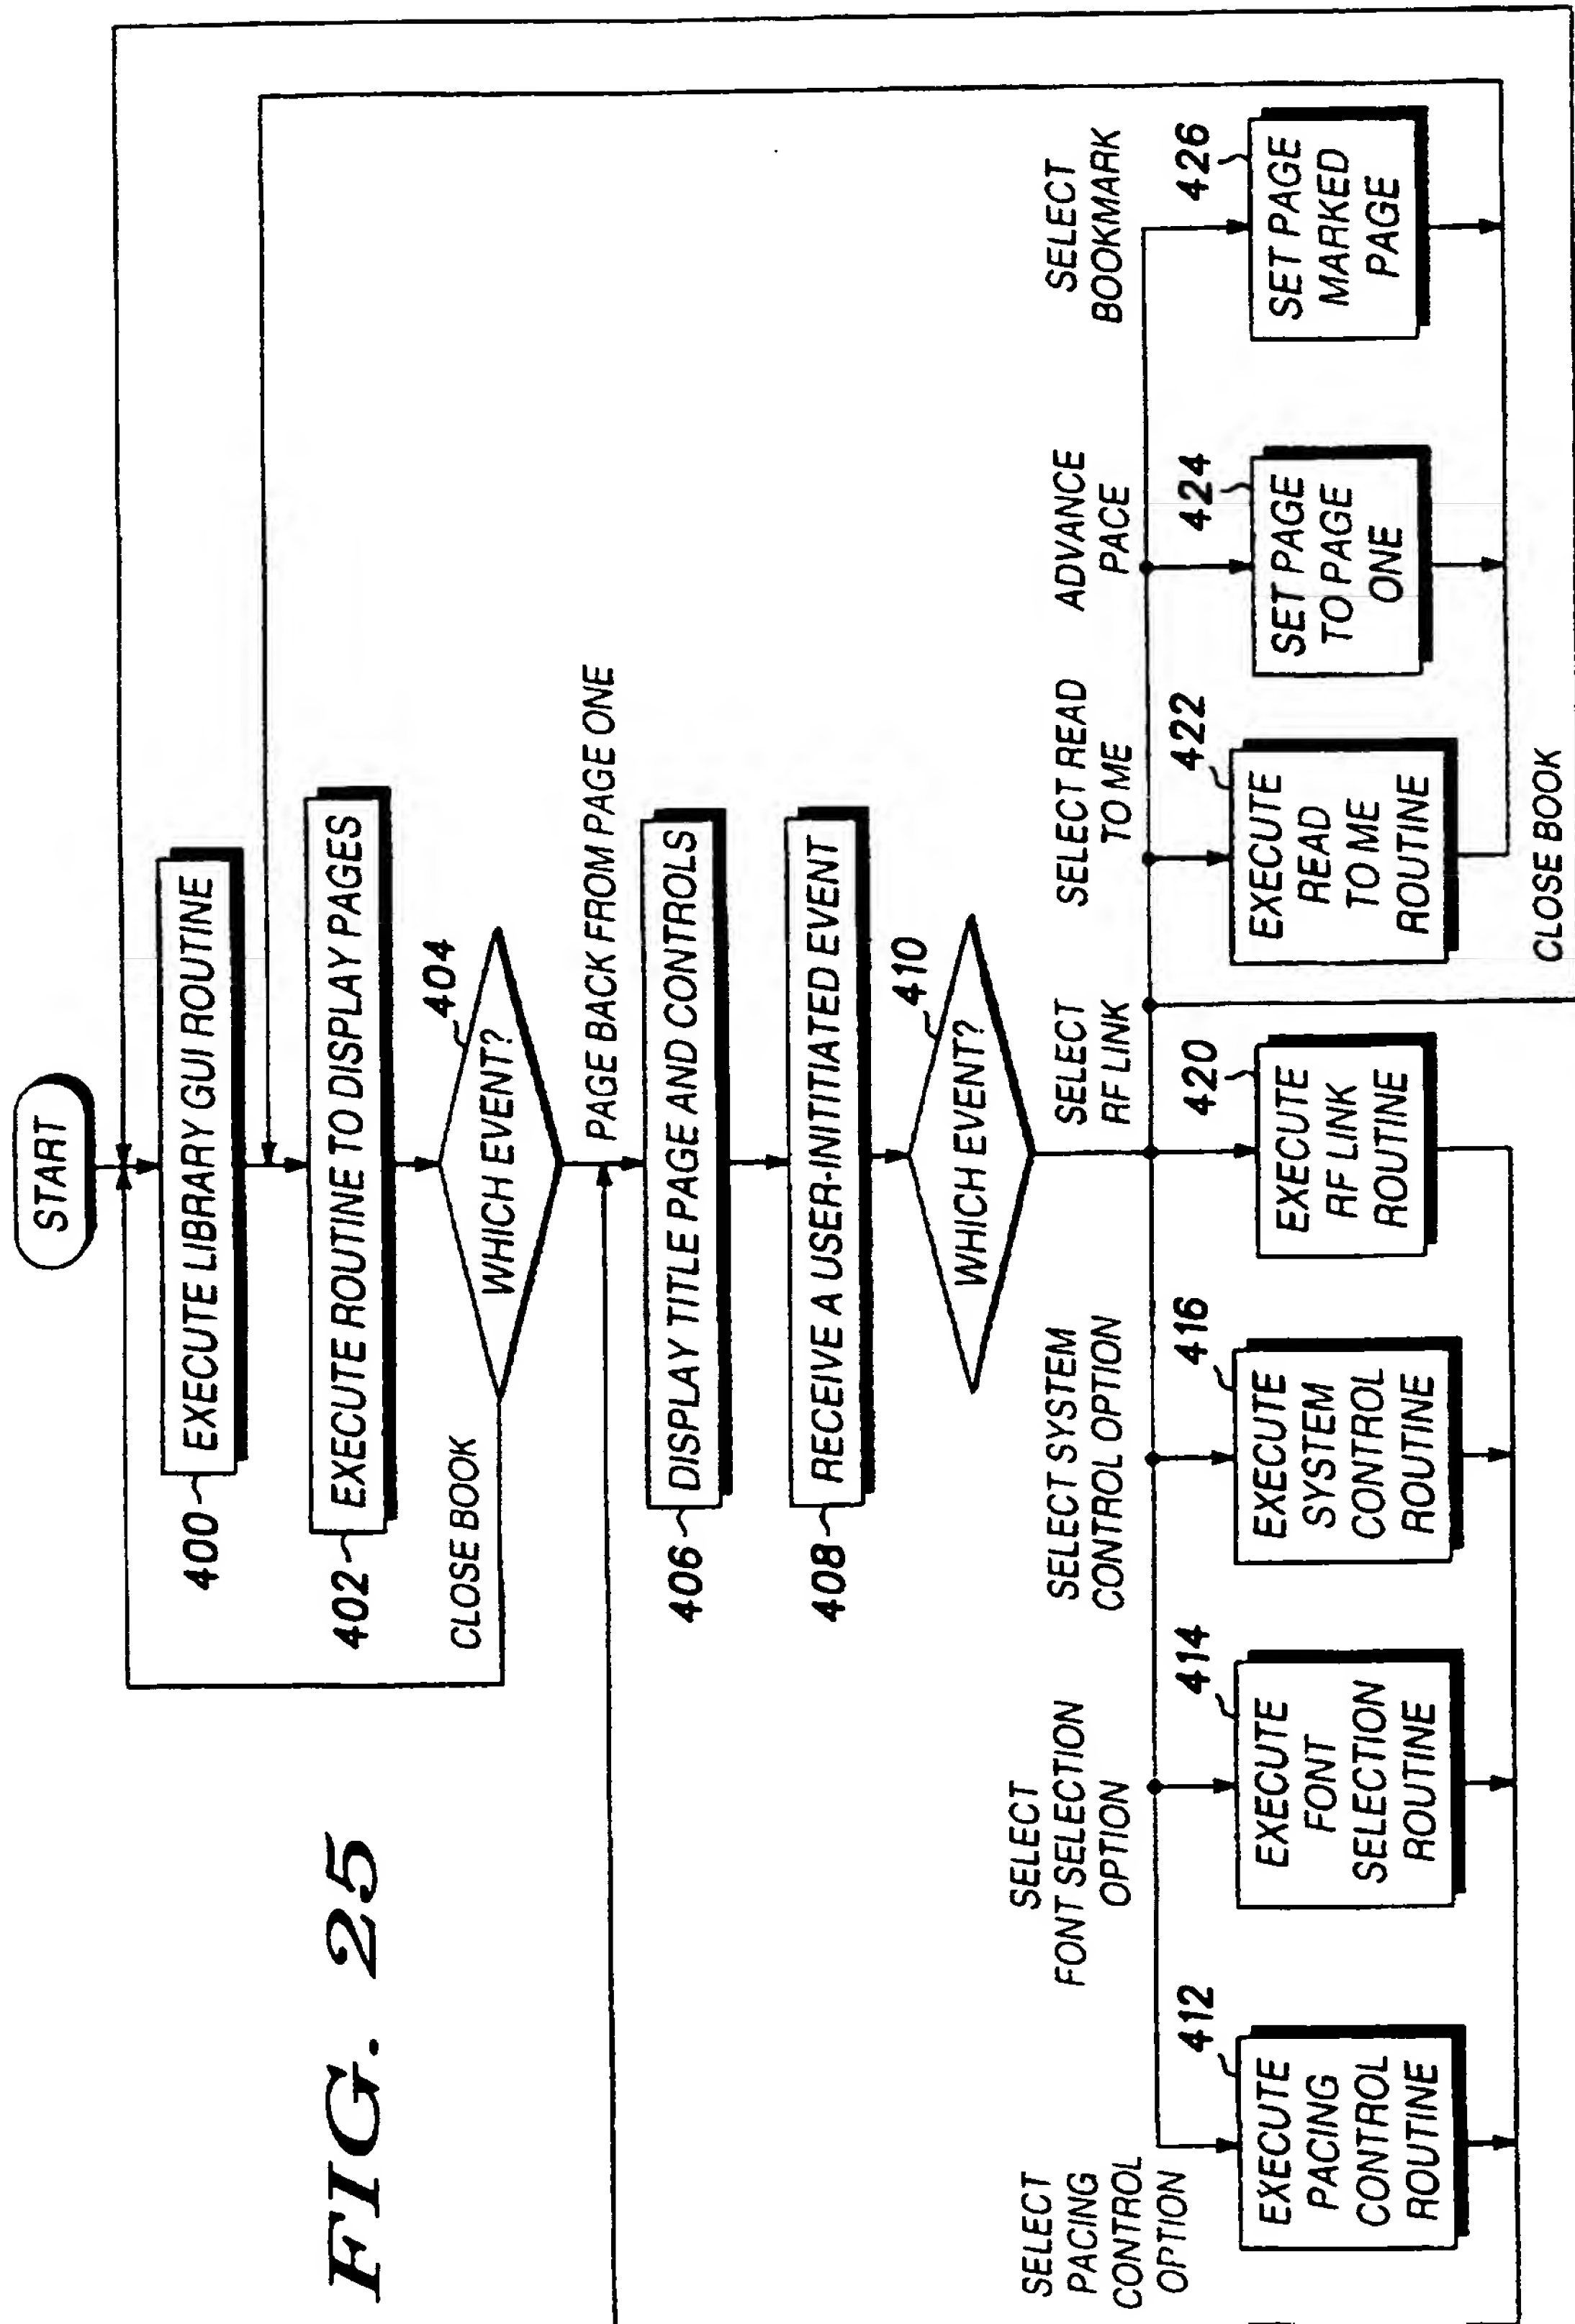 FIG. 25
START
400
EXECUTE LIBRARY GUI ROUTINE
402
EXECUTE ROUTINE TO DISPLAY PAGES
404
WHICH EVENT?
CLOSE BOOK
PAGE BACK FROM PAGE ONE
406
DISPLAY TITLE PAGE AND CONTROLS
408
RECEIVE A USER-INITIATED EVENT
410
WHICH EVENT?
SELECT
PACING
CONTROL
OPTION
412
EXECUTE
PACING
CONTROL
ROUTINE
SELECT
FONT SELECTION
OPTION
414
EXECUTE
FONT
SELECTION
ROUTINE
SELECT SYSTEM
CONTROL OPTION
416
EXECUTE
SYSTEM
CONTROL
ROUTINE
SELECT
RF LINK
420
EXECUTE
RF LINK
ROUTINE
SELECT READ
TO ME
422
EXECUTE
READ
TO ME
ROUTINE
ADVANCE
PACE
424
SET PAGE
TO PAGE
ONE
SELECT
BOOKMARK
426
SET PAGE
MARKED
PAGE
CLOSE BOOK